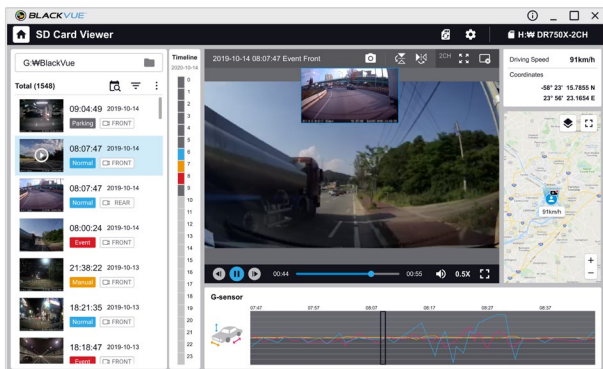 BLACKVUE
SD Card Viewer
H:₩ DR750X-2CH
G:₩BlackVue
Total (1548)
09:04:49 2019-10-14
Parking FRONT
08:07:47 2019-10-14
Normal FRONT
08:07:47 2019-10-14
Normal REAR
08:00:24 2019-10-14
Event FRONT
21:38:22 2019-10-13
Manual FRONT
18:21:35 2019-10-13
Normal FRONT
18:18:47 2019-10-13
Event FRONT
Timeline
2020-10-14
0
1
2
3
4
5
6
7
8
9
10
11
12
13
14
15
16
17
18
19
20
21
22
23
2019-10-14 08:07:47 Event Front
2CH
00:44
00:55
0.5X
Driving Speed 91km/h
Coordinates
-58° 23' 15.7855 N
23° 56' 23.1654 E
91km/h
G-sensor
07:47 07:57 08:07 08:17 08:27 08:37